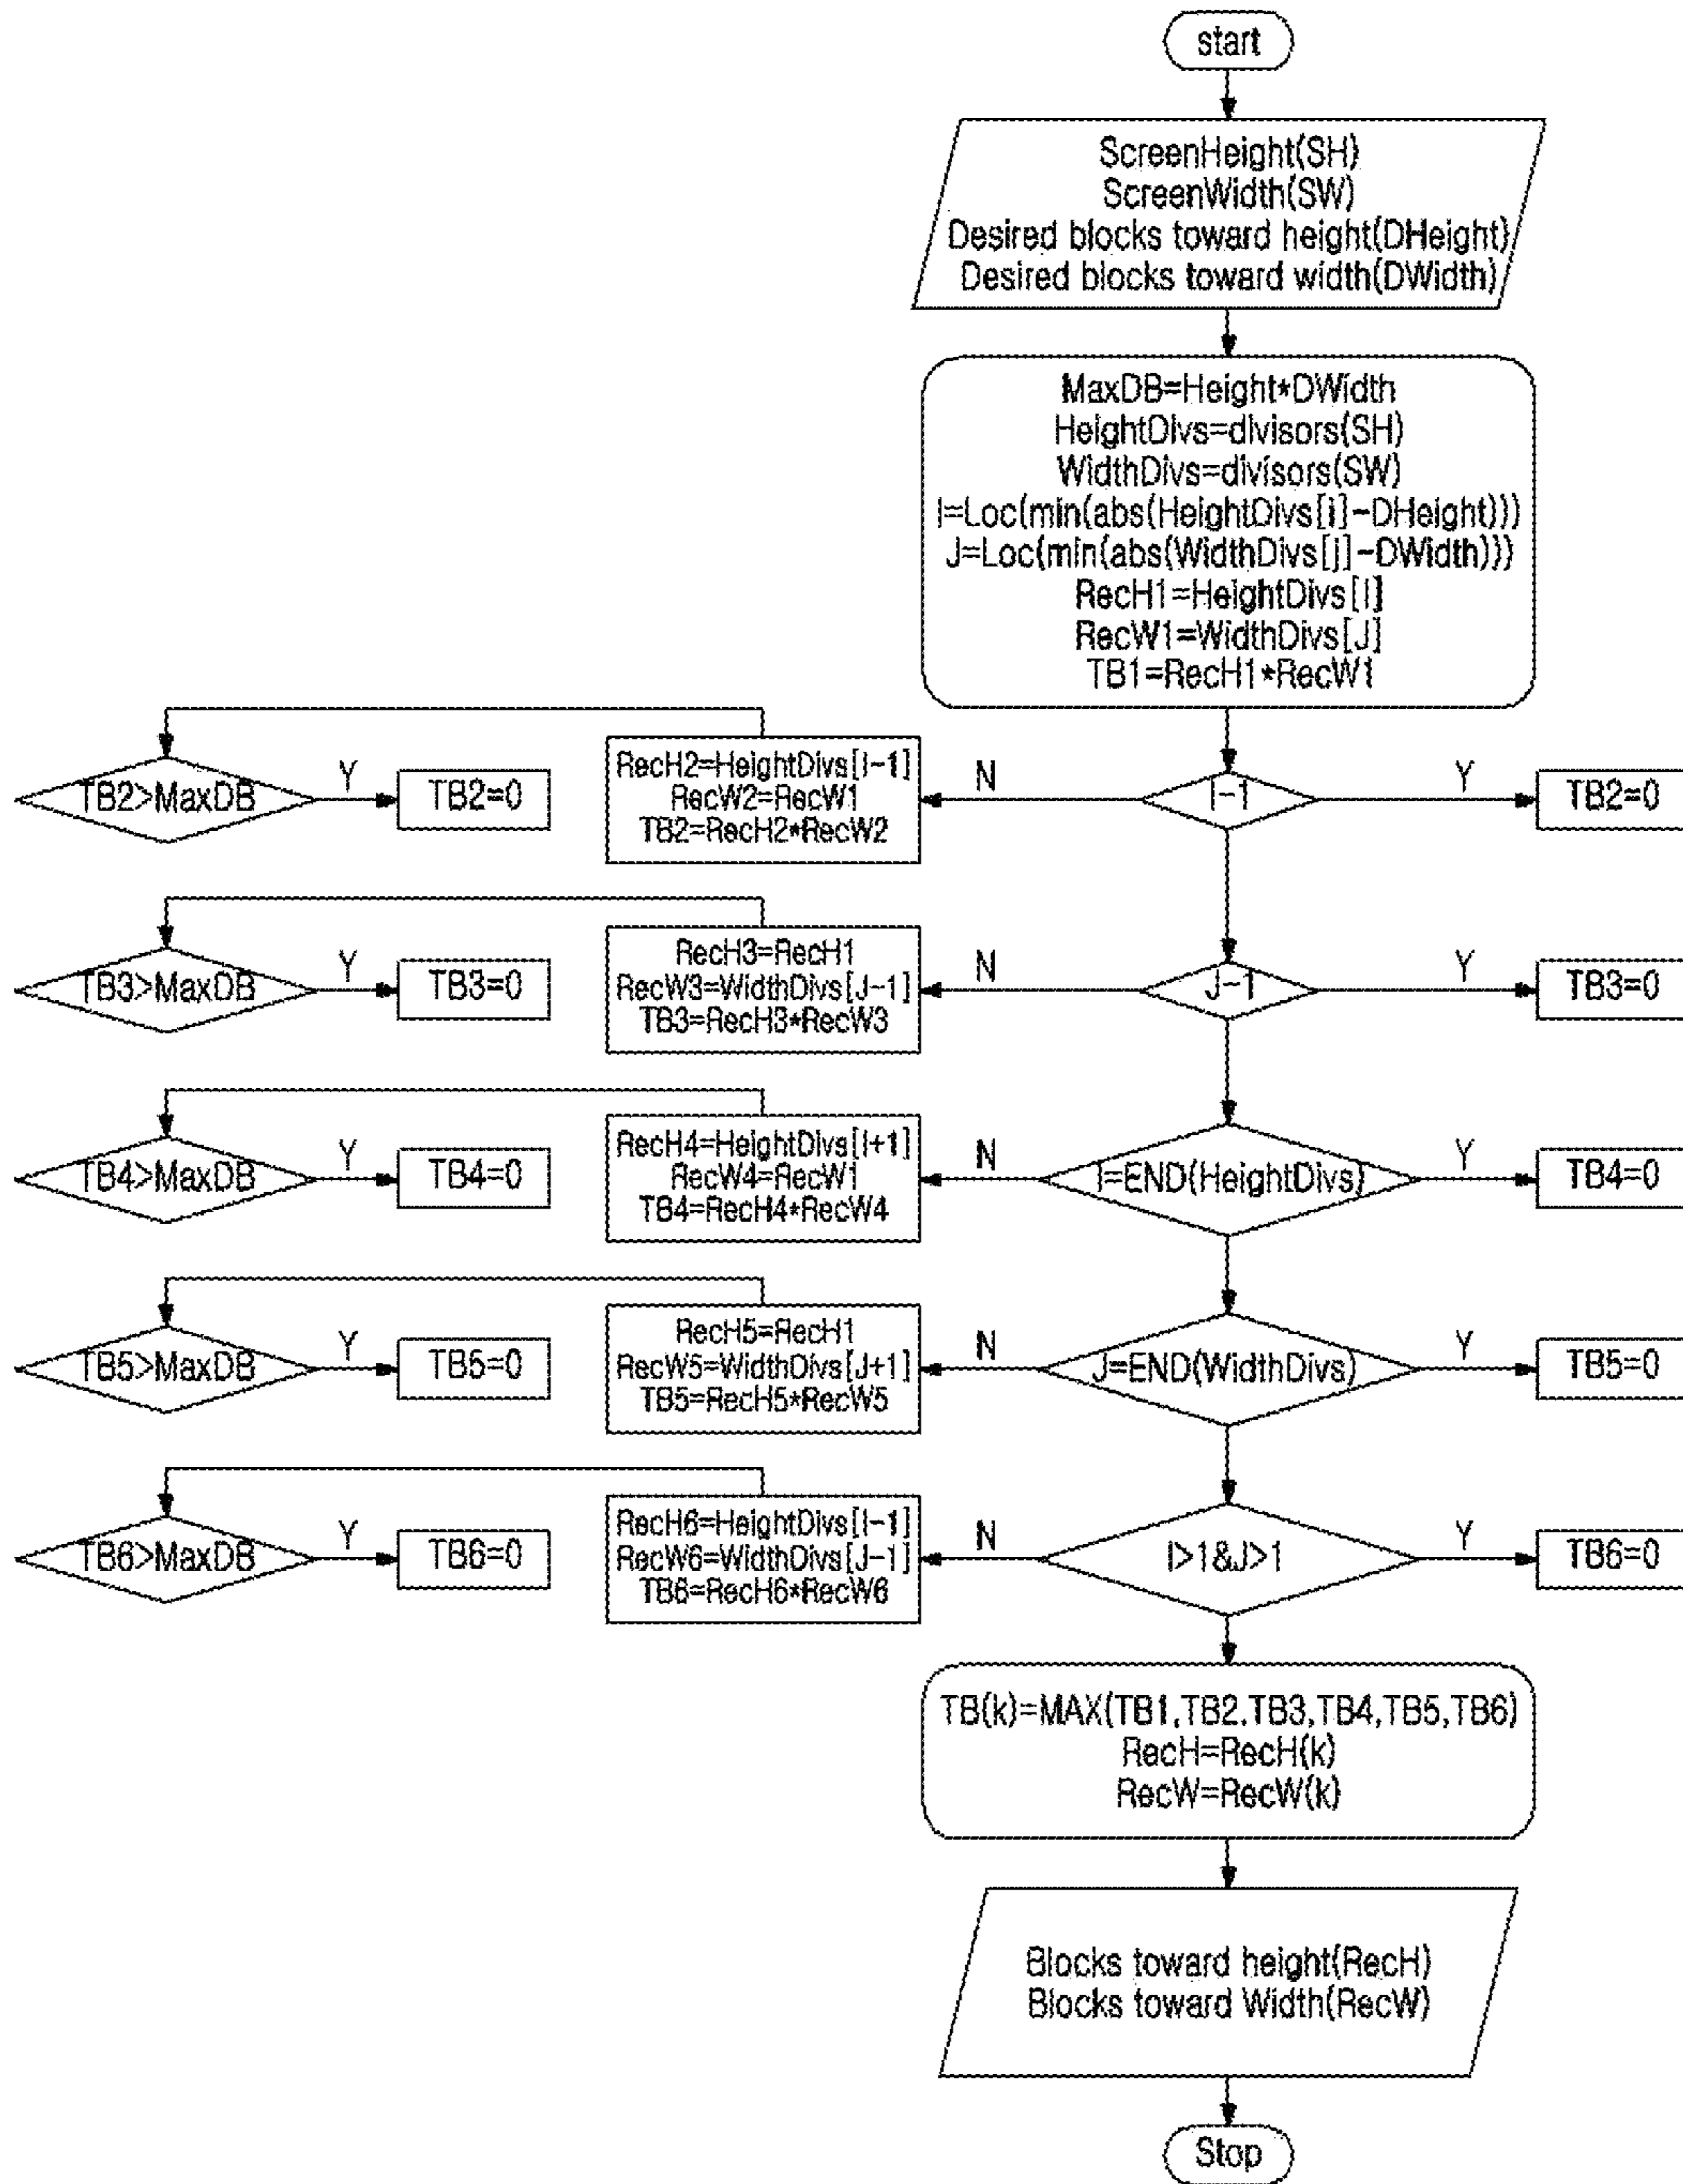 start
ScreenHeight(SH)
ScreenWidth(SW)
Desired blocks toward height(DHeight)
Desired blocks toward width(DWidth)
MaxDB=Height*DWidth
HeightDivs=divisors(SH)
WidthDivs=divisors(SW)
I=Loc(min(abs(HeightDivs[i]-DHeight)))
J=Loc(min(abs(WidthDivs[j]-DWidth)))
RecH1=HeightDivs[I]
RecW1=WidthDivs[J]
TB1=RecH1*RecW1
TB2>MaxDB
Y
TB2=0
RecH2=HeightDivs[I-1]
RecW2=RecW1
TB2=RecH2*RecW2
N
I-1
Y
TB2=0
TB3>MaxDB
Y
TB3=0
RecH3=RecH1
RecW3=WidthDivs[J-1]
TB3=RecH3*RecW3
N
J-1
Y
TB3=0
TB4>MaxDB
Y
TB4=0
RecH4=HeightDivs[I+1]
RecW4=RecW1
TB4=RecH4*RecW4
N
I=END(HeightDivs)
Y
TB4=0
TB5>MaxDB
Y
TB5=0
RecH5=RecH1
RecW5=WidthDivs[J+1]
TB5=RecH5*RecW5
N
J=END(WidthDivs)
Y
TB5=0
TB6>MaxDB
Y
TB6=0
RecH6=HeightDivs[I-1]
RecW6=WidthDivs[J-1]
TB6=RecH6*RecW6
N
I>1&J>1
Y
TB6=0
TB(k)=MAX(TB1,TB2,TB3,TB4,TB5,TB6)
RecH=RecH(k)
RecW=RecW(k)
Blocks toward height(RecH)
Blocks toward Width(RecW)
Stop